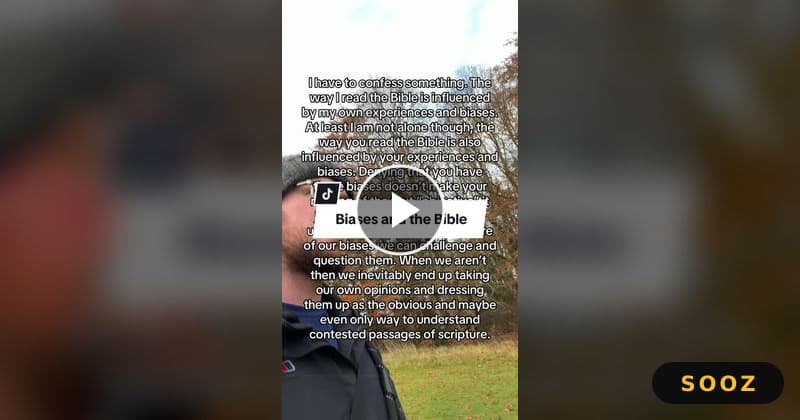 I have to confess something. The
way I read the Bible is influenced
by my own experiences and biases.
At least I am not alone though, the
way you read the Bible is also
influenced by your experiences and
biases. Denying that you have
biases doesn't make your
Biases and the Bible
of our biases we can challenge and
question them. When we aren't
then we inevitably end up taking
our own opinions and dressing
them up as the obvious and maybe
even only way to understand
contested passages of scripture.
SOOZ